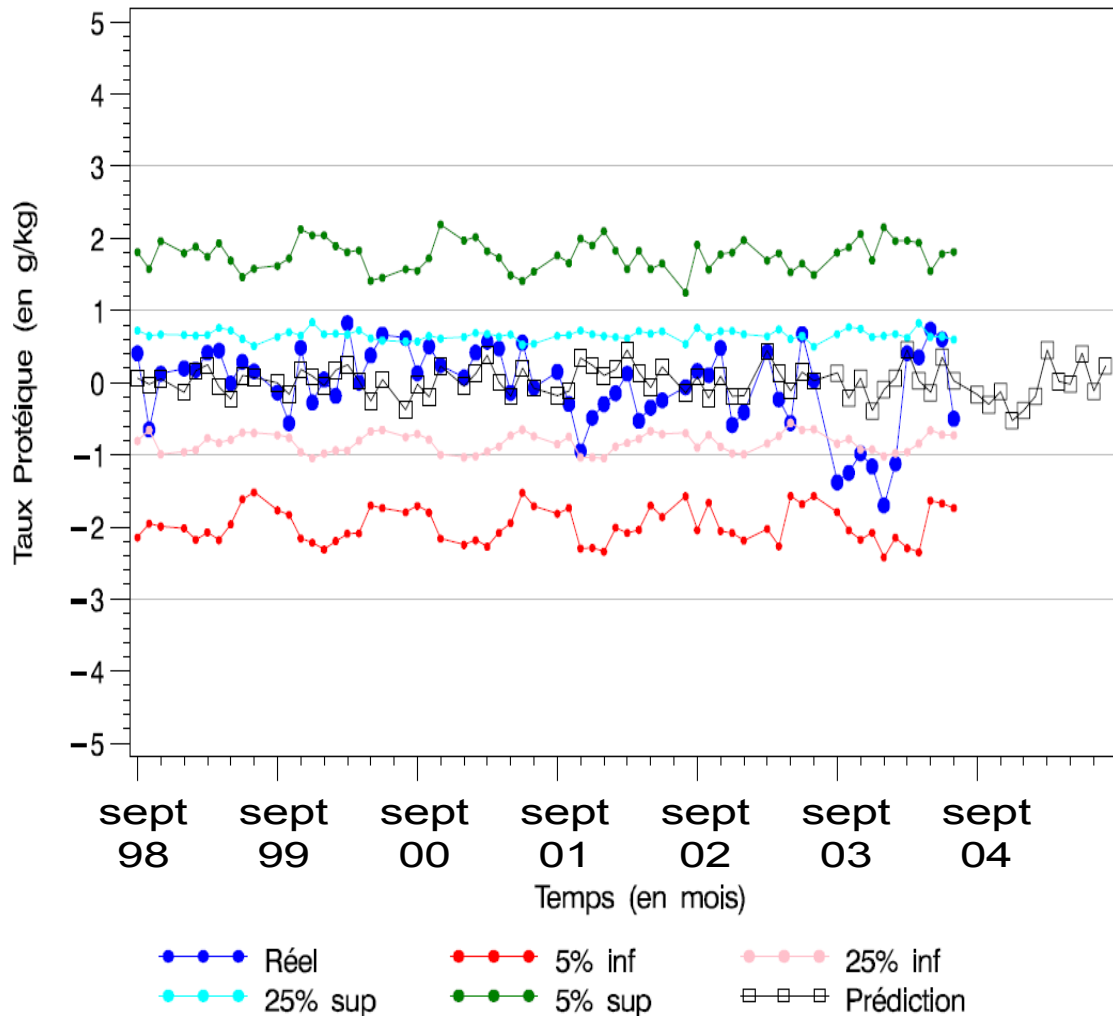 Taux Protéique (en g/kg)
5
4
3
2
1
0
−1
−2
−3
−4
−5
sept sept sept sept sept sept sept
98 99 00 01 02 03 04
Temps (en mois)
Réel 5% inf 25% inf
25% sup 5% sup Prédiction